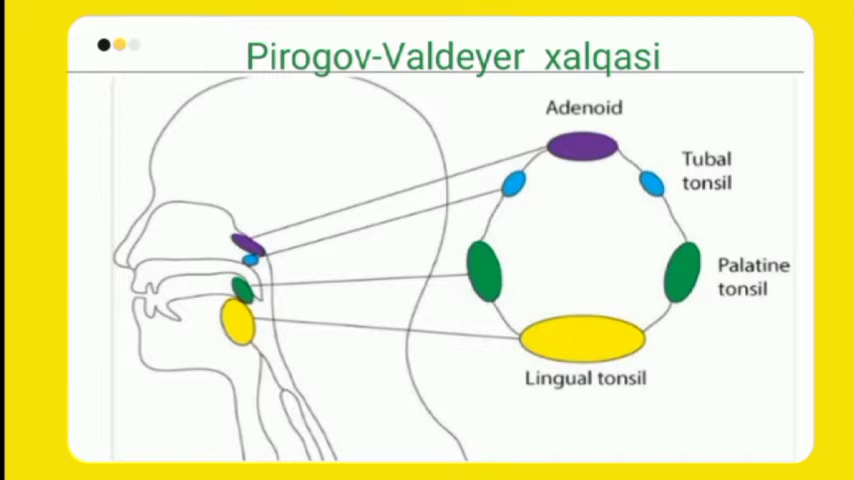 Pirogov-Valdeyer xalqasi
Adenoid
Tubal
tonsil
Palatine
tonsil
Lingual tonsil